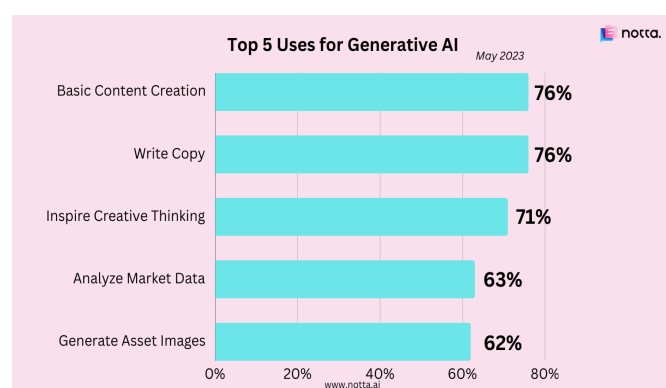 notta.
Top 5 Uses for Generative AI
May 2023
Basic Content Creation 76%
Write Copy 76%
Inspire Creative Thinking 71%
Analyze Market Data 63%
Generate Asset Images 62%
0% 20% 40% 60% 80%
www.notta.ai